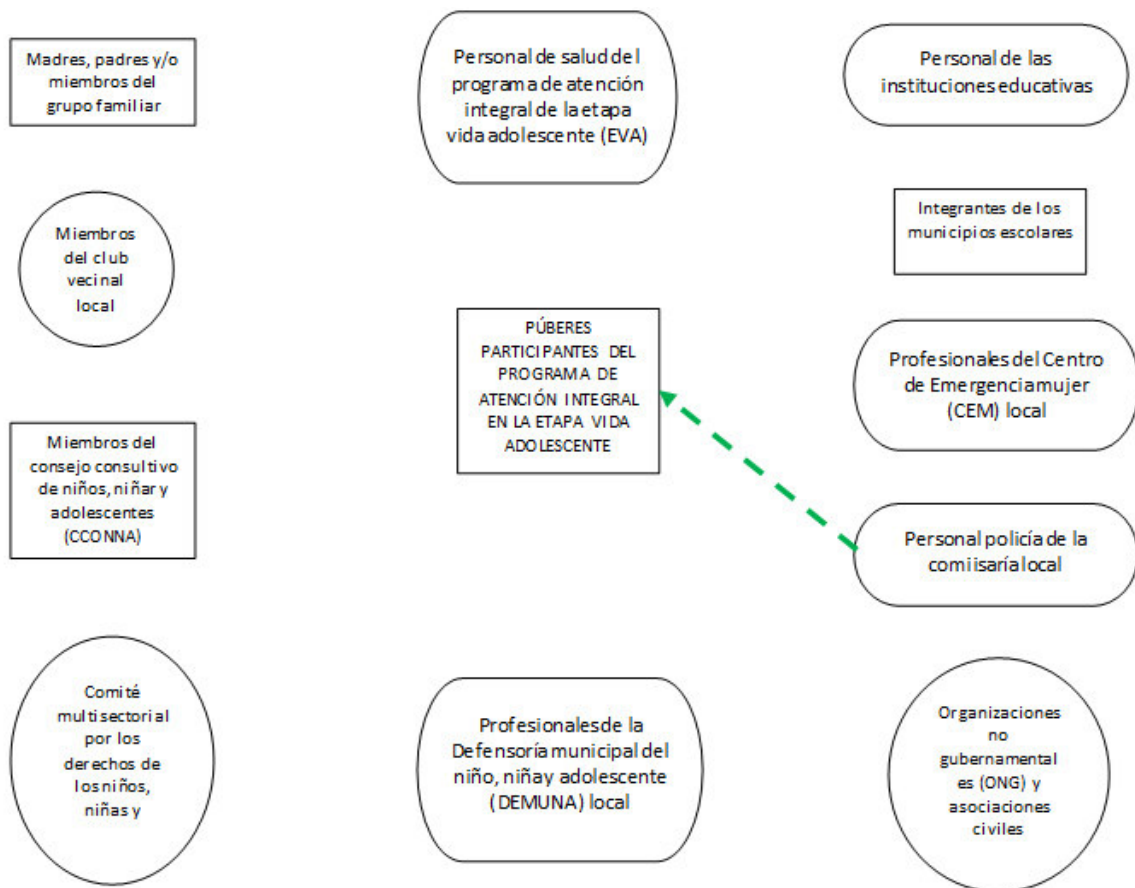 Madres, padres y/o
miembros del
grupo familiar
Personal de salud del
programa de atención
integral de la etapa
vida adolescente (EVA)
Personal de las
instituciones educativas
Miembros
del club
vecinal
local
Integrantes de los
municipios escolares
PÚBERES
PARTICIPANTES DEL
PROGRAMA DE
ATENCIÓN INTEGRAL
EN LA ETAPA VIDA
ADOLESCENTE
Profesionales del Centro
de Emergencia mujer
(CEM) local
Miembros del
consejo consultivo
de niños, niñar y
adolescentes
(CCONNA)
Personal policía de la
comiisaría local
Comité
multisectorial
por los
derechos de
los niños,
niñas y
Profesionales de la
Defensoría municipal del
niño, niña y adolescente
(DEMUNA) local
Organizaciones
no
gubernamental
es (ONG) y
asociaciones
civiles